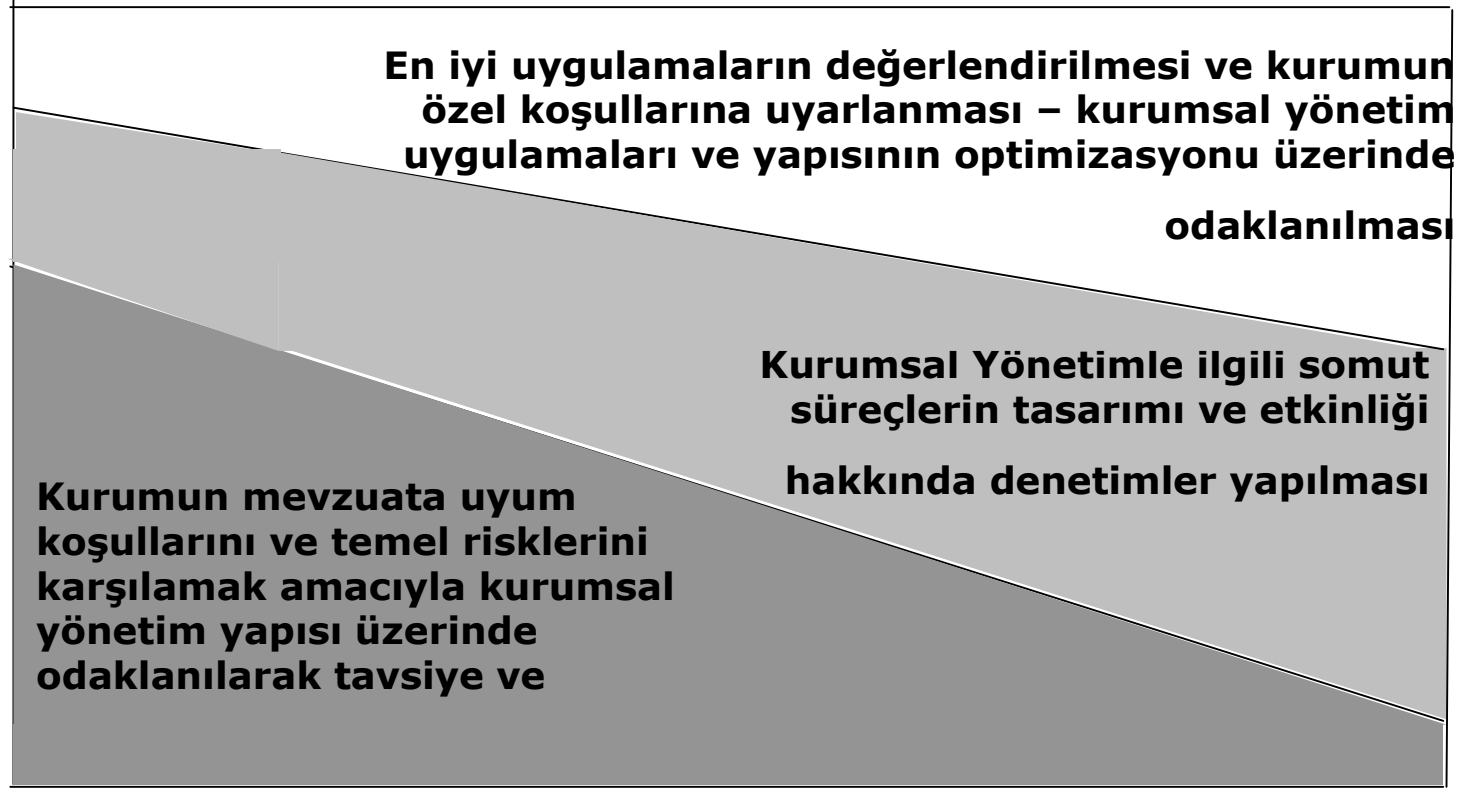 En iyi uygulamaların değerlendirilmesi ve kurumun
özel koşullarına uyarlanması – kurumsal yönetim
uygulamaları ve yapısının optimizasyonu üzerinde
odaklanılması
Kurumsal Yönetimle ilgili somut
süreçlerin tasarımı ve etkinliği
hakkında denetimler yapılması
Kurumun mevzuata uyum
koşullarını ve temel risklerini
karşılamak amacıyla kurumsal
yönetim yapısı üzerinde
odaklanılarak tavsiye ve